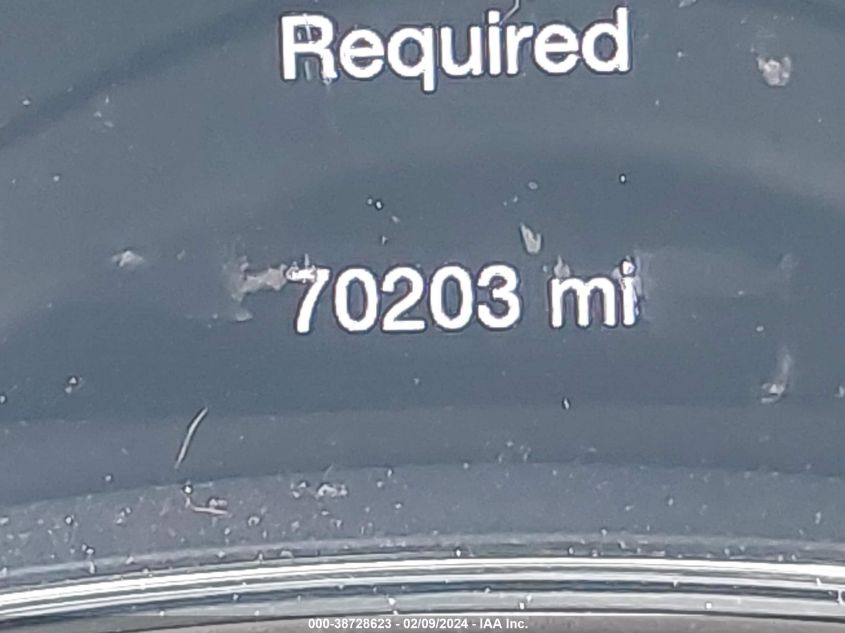 Required
70203 mi
000-38728623 - 02/09/2024 - IAA Inc.